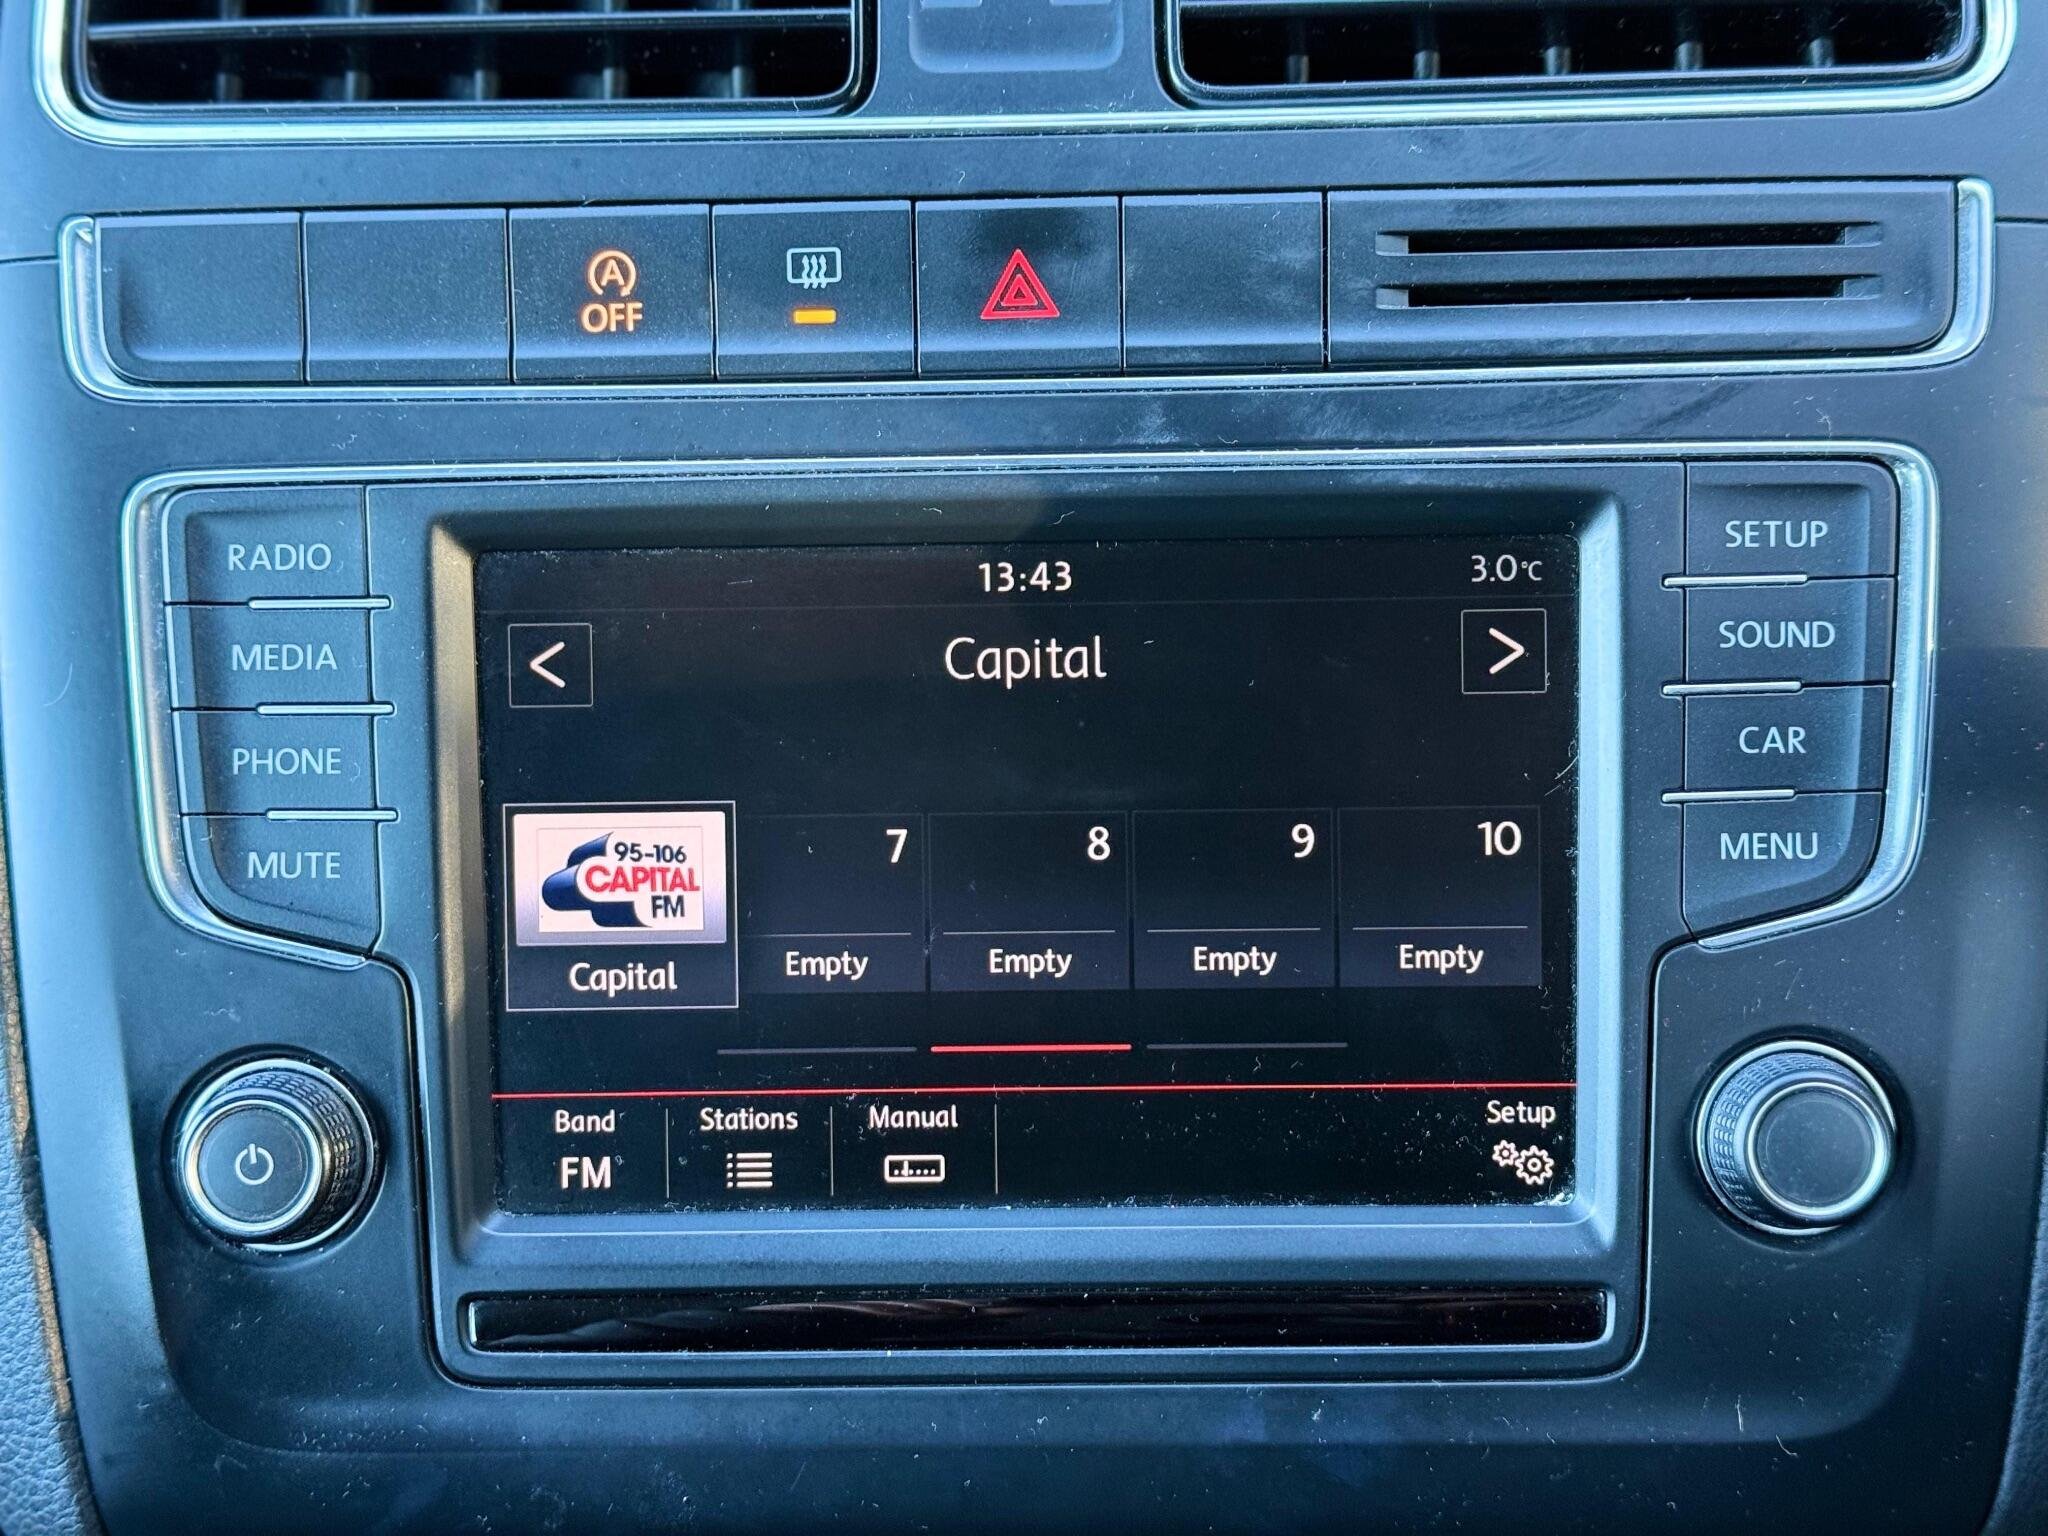 A
OFF
RADIO
MEDIA
PHONE
MUTE
13:43
3.0°C
<
Capital
>
95-106
CAPITAL
FM
Capital
7
Empty
8
Empty
9
Empty
10
Empty
Band
FM
Stations
Manual
Setup
SETUP
SOUND
CAR
MENU